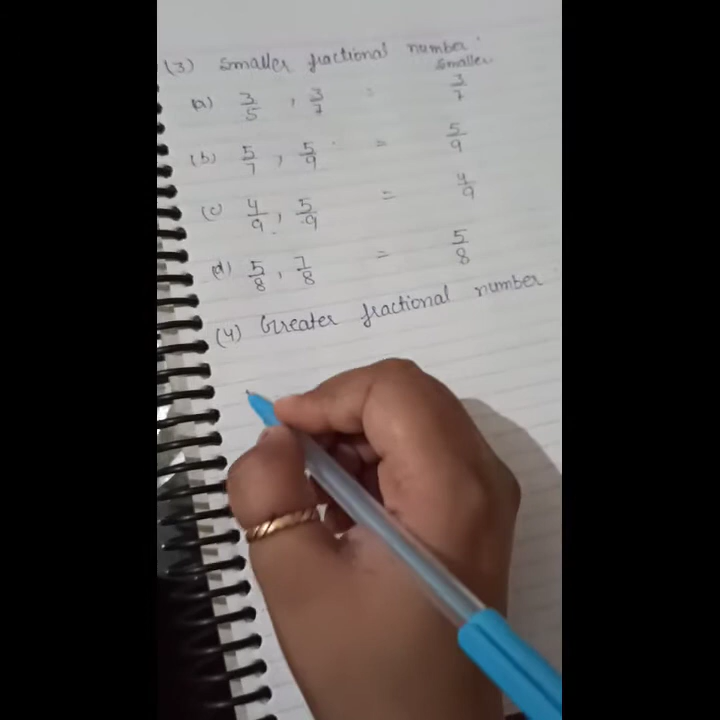 (3) Smaller fractional number:
Smaller
(a) 3/5 , 3/7 = 3/7
(b) 5/7 , 5/9 = 5/9
(c) 4/9 , 5/9 = 4/9
(d) 5/8 , 7/8 = 5/8
(4) Greater fractional number